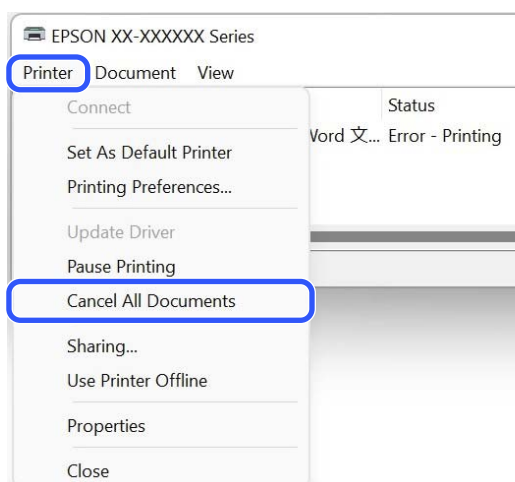 EPSON XX-XXXXXX Series
Printer Document View
Connect
Status
Word 文... Error - Printing
Set As Default Printer
Printing Preferences...
Update Driver
Pause Printing
Cancel All Documents
Sharing...
Use Printer Offline
Properties
Close